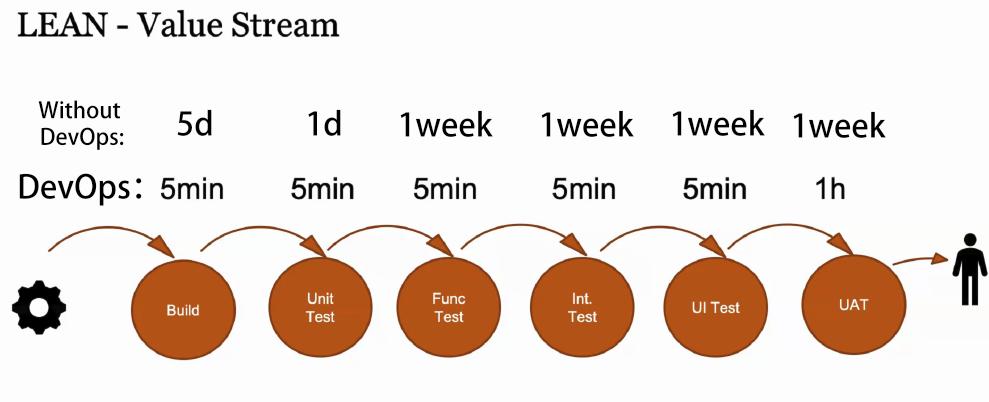 LEAN - Value Stream
Without
DevOps:
5d 1d 1week 1week 1week 1week
DevOps: 5min 5min 5min 5min 5min 1h
Build
Unit
Test
Func
Test
Int.
Test
UI Test
UAT